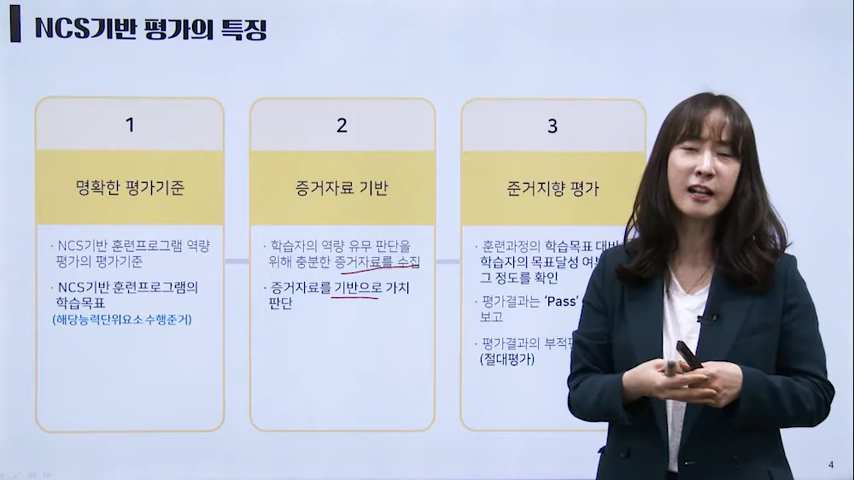 NCS기반 평가의 특징
1
명확한 평가기준
· NCS기반 훈련프로그램 역량
평가의 평가기준
· NCS기반 훈련프로그램의
학습목표
(해당능력단위요소 수행준거)
2
증거자료 기반
· 학습자의 역량 유무 판단을
위해 충분한 증거자료를 수집
· 증거자료를 기반으로 가치
판단
3
준거지향 평가
· 훈련과정의 학습목표 대비
학습자의 목표달성 여부
그 정도를 확인
· 평가결과는 ‘Pass’
보고
· 평가결과의
(절대평가)
4